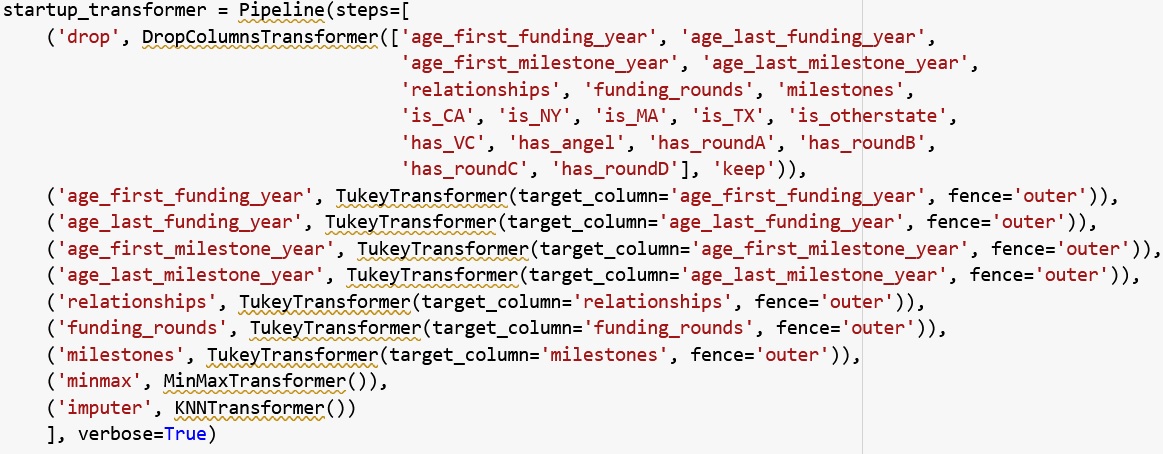 startup_transformer = Pipeline(steps=[
    ('drop', DropColumnsTransformer(['age_first_funding_year', 'age_last_funding_year',
                                     'age_first_milestone_year', 'age_last_milestone_year',
                                     'relationships', 'funding_rounds', 'milestones',
                                     'is_CA', 'is_NY', 'is_MA', 'is_TX', 'is_otherstate',
                                     'has_VC', 'has_angel', 'has_roundA', 'has_roundB',
                                     'has_roundC', 'has_roundD'], 'keep')),
    ('age_first_funding_year', TukeyTransformer(target_column='age_first_funding_year', fence='outer')),
    ('age_last_funding_year', TukeyTransformer(target_column='age_last_funding_year', fence='outer')),
    ('age_first_milestone_year', TukeyTransformer(target_column='age_first_milestone_year', fence='outer')),
    ('age_last_milestone_year', TukeyTransformer(target_column='age_last_milestone_year', fence='outer')),
    ('relationships', TukeyTransformer(target_column='relationships', fence='outer')),
    ('funding_rounds', TukeyTransformer(target_column='funding_rounds', fence='outer')),
    ('milestones', TukeyTransformer(target_column='milestones', fence='outer')),
    ('minmax', MinMaxTransformer()),
    ('imputer', KNNTransformer())
    ], verbose=True)